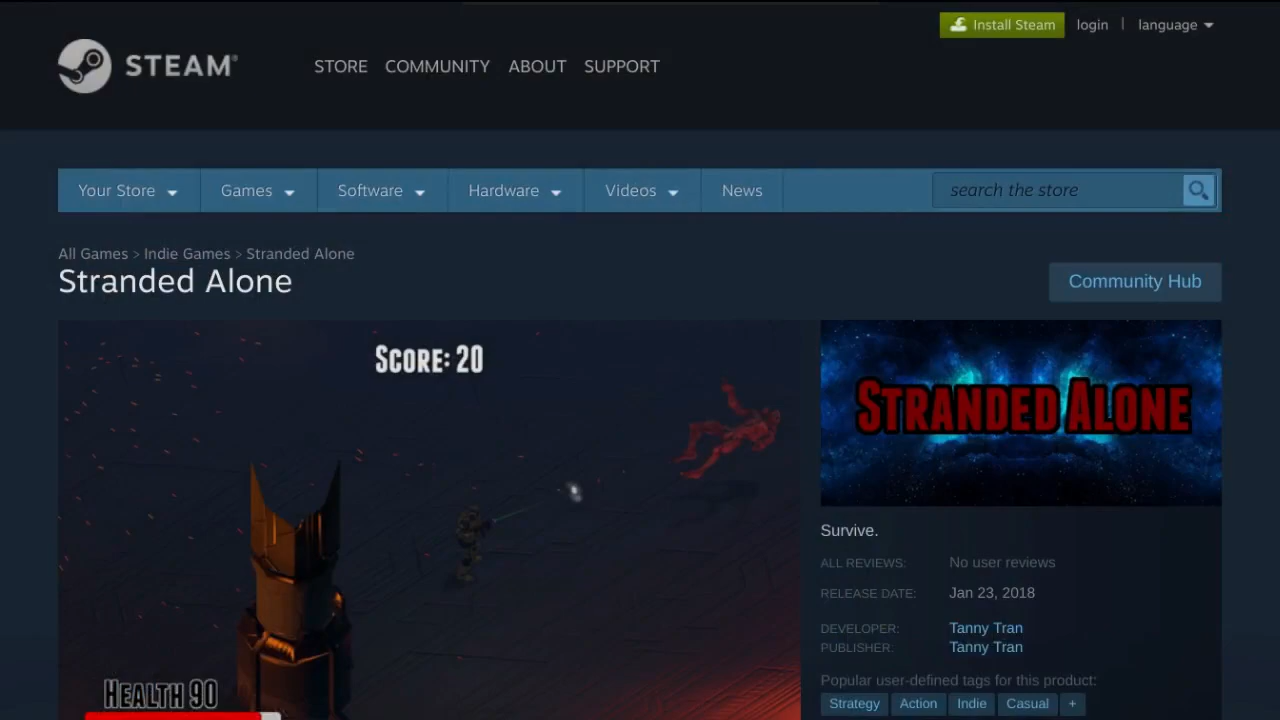 Install Steam login | language
STEAM®
STORE COMMUNITY ABOUT SUPPORT
Your Store Games Software Hardware Videos News search the store
All Games > Indie Games > Stranded Alone
Stranded Alone
Community Hub
SCORE: 20
STRANDED ALONE
Survive.
ALL REVIEWS: No user reviews
RELEASE DATE: Jan 23, 2018
DEVELOPER: Tanny Tran
PUBLISHER: Tanny Tran
Popular user-defined tags for this product:
HEALTH 90
Strategy Action Indie Casual +